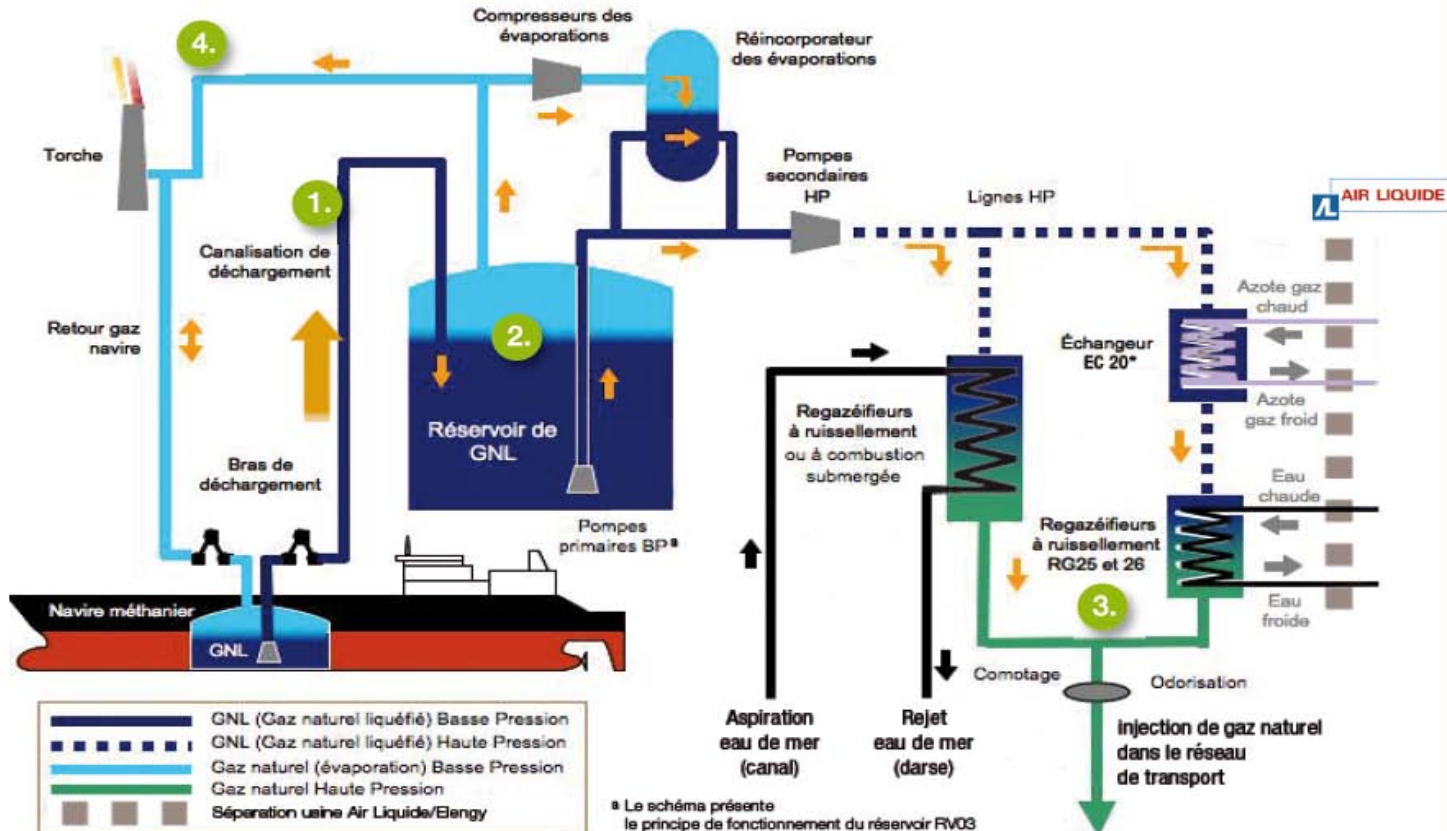 4.
Compresseurs des
évaporations
Réincorporateur
des évaporations
Torche
1.
Canalisation de
déchargement
Pompes
secondaires
HP
Lignes HP
AL AIR LIQUIDE
Retour gaz
navire
2.
Réservoir de
GNL
Azote gaz
chaud
Échangeur
EC 20*
Azote
gaz froid
Regazéifieurs
à ruissellement
ou à combustion
submergée
Bras de
déchargement
Pompes
primaires BP
Eau
chaude
Regazéifieurs
à ruissellement
RG25 et 26
Eau
froide
3.
Navire méthanier
GNL
Comotage
Odorisation
Aspiration
eau de mer
(canal)
Rejet
eau de mer
(darse)
injection de gaz naturel
dans le réseau
de transport
GNL (Gaz naturel liquéfié) Basse Pression
GNL (Gaz naturel liquéfié) Haute Pression
Gaz naturel (évaporation) Basse Pression
Gaz naturel Haute Pression
Séparation usine Air Liquide/Elengy
Le schéma présente
le principe de fonctionnement du réservoir RV03